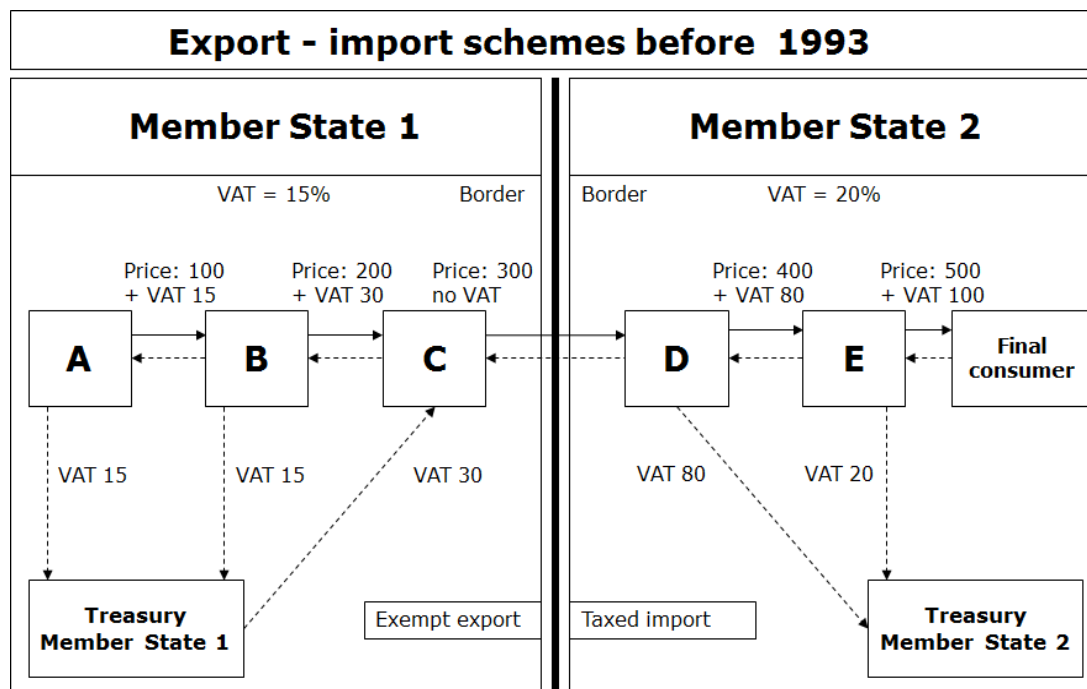 Export - import schemes before 1993
Member State 1
Member State 2
VAT = 15%
Border
Border
VAT = 20%
Price: 100
+ VAT 15
Price: 200
+ VAT 30
Price: 300
no VAT
Price: 400
+ VAT 80
Price: 500
+ VAT 100
A
B
C
D
E
Final
consumer
VAT 15
VAT 15
VAT 30
VAT 80
VAT 20
Treasury
Member State 1
Exempt export
Taxed import
Treasury
Member State 2